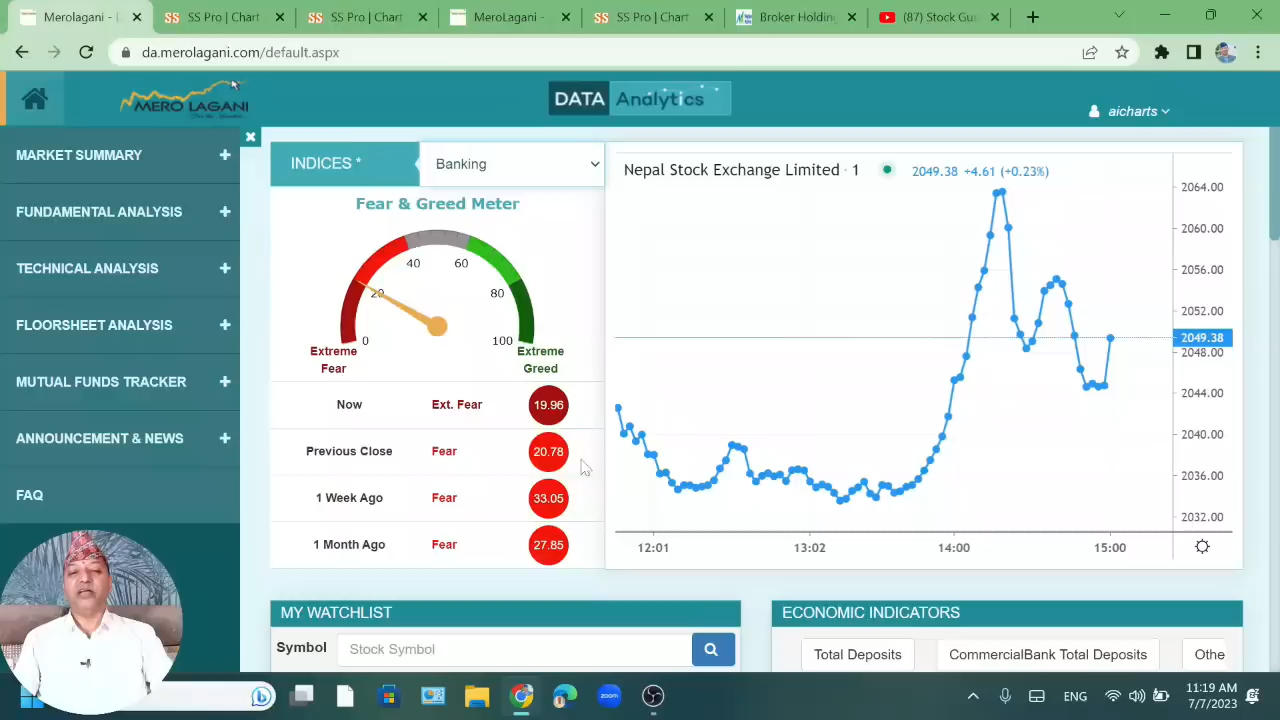 Merolagani -
SS Pro | Chart
SS Pro | Chart
MeroLagani -
SS Pro | Chart
Broker Holding
(87) Stock Gu
da.merolagani.com/default.aspx
MERO LAGANI
DATA Analytics
aicharts
MARKET SUMMARY
FUNDAMENTAL ANALYSIS
TECHNICAL ANALYSIS
FLOORSHEET ANALYSIS
MUTUAL FUNDS TRACKER
ANNOUNCEMENT & NEWS
FAQ
INDICES *
Banking
Fear & Greed Meter
0
20
40
60
80
100
Extreme Fear
Extreme Greed
Now Ext. Fear 19.96
Previous Close Fear 20.78
1 Week Ago Fear 33.05
1 Month Ago Fear 27.85
Nepal Stock Exchange Limited · 1 2049.38 +4.61 (+0.23%)
2064.00
2060.00
2056.00
2052.00
2049.38
2048.00
2044.00
2040.00
2036.00
2032.00
12:01 13:02 14:00 15:00
MY WATCHLIST
Symbol Stock Symbol
ECONOMIC INDICATORS
Total Deposits CommercialBank Total Deposits Othe
zoom
ENG
11:19 AM
7/7/2023